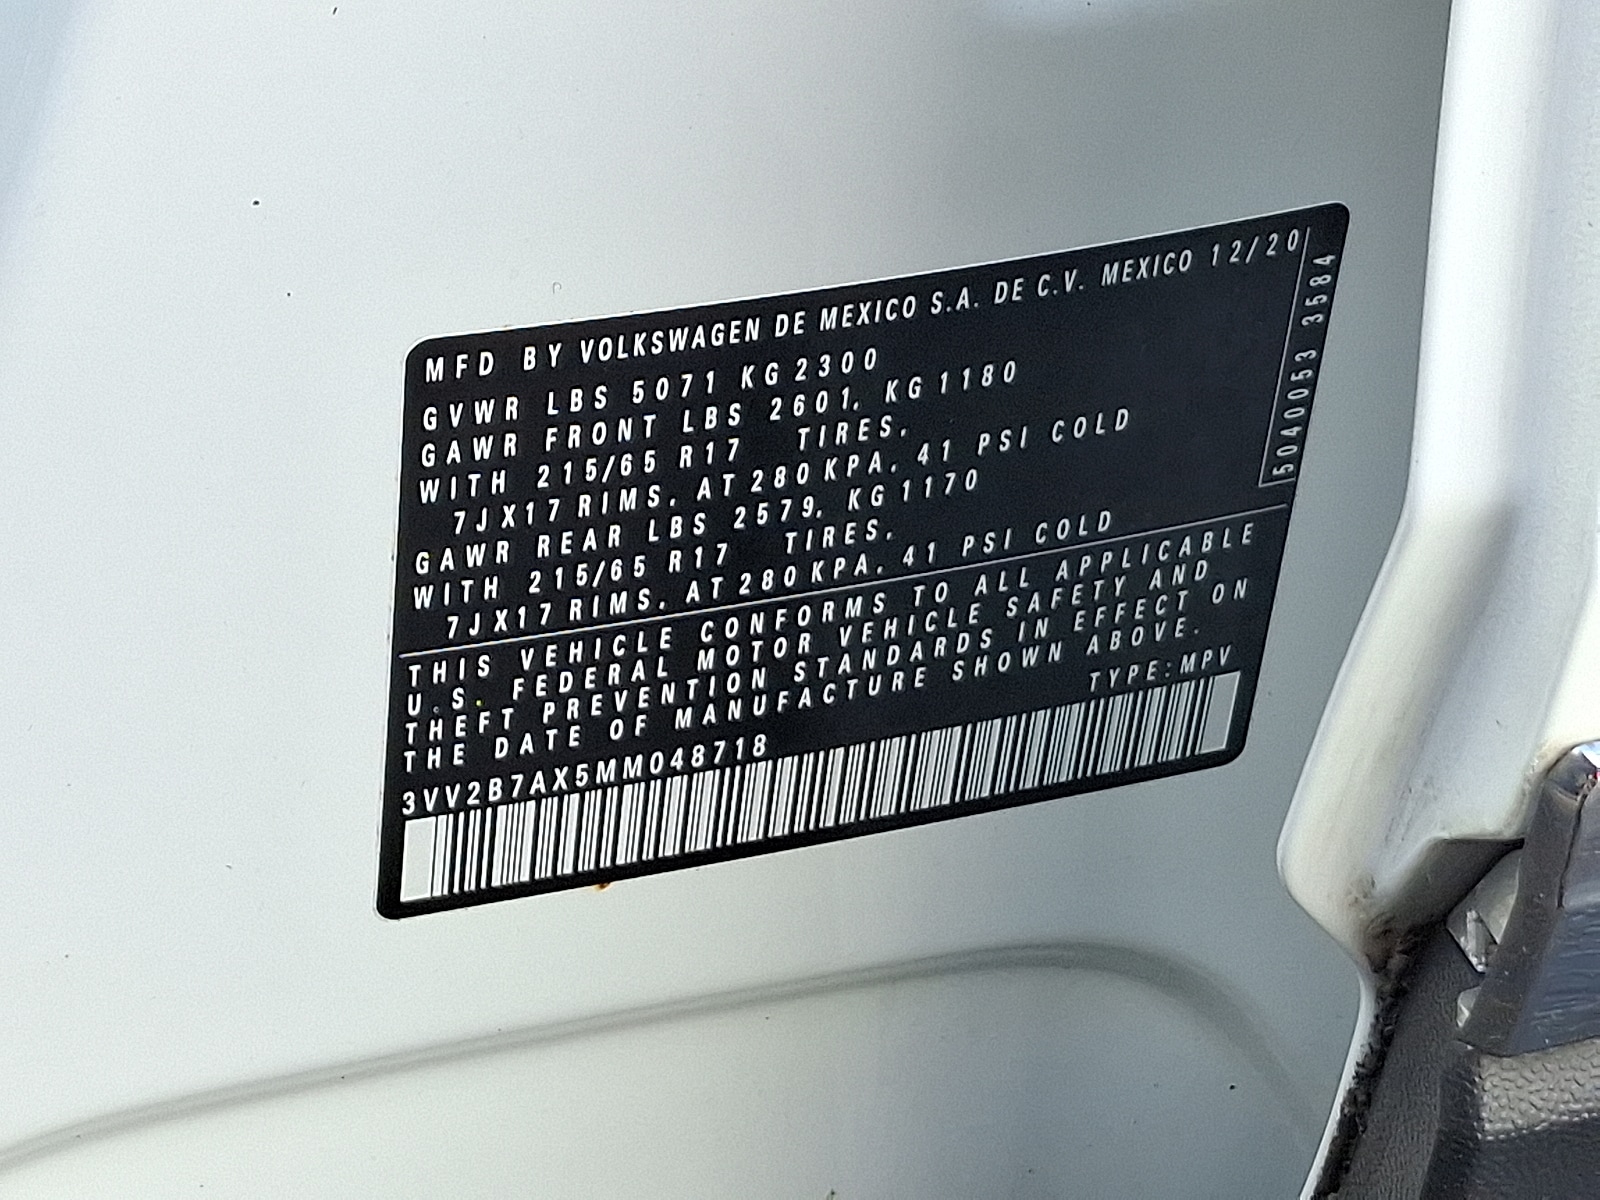 MFD BY VOLKSWAGEN DE MEXICO S.A. DE C.V. MEXICO 12/20
GVWR LBS 5071 KG 2300
GAWR FRONT LBS 2601. KG 1180
WITH 215/65 R17 TIRES.
7JX17 RIMS. AT 280 KPA. 41 PSI COLD
GAWR REAR LBS 2579. KG 1170
WITH 215/65 R17 TIRES.
7JX17 RIMS. AT 280 KPA. 41 PSI COLD
5040053 3584
THIS VEHICLE CONFORMS TO ALL APPLICABLE
U.S. FEDERAL MOTOR VEHICLE SAFETY AND
THEFT PREVENTION STANDARDS IN EFFECT ON
THE DATE OF MANUFACTURE SHOWN ABOVE.
3VV2B7AX5MM048718 TYPE:MPV